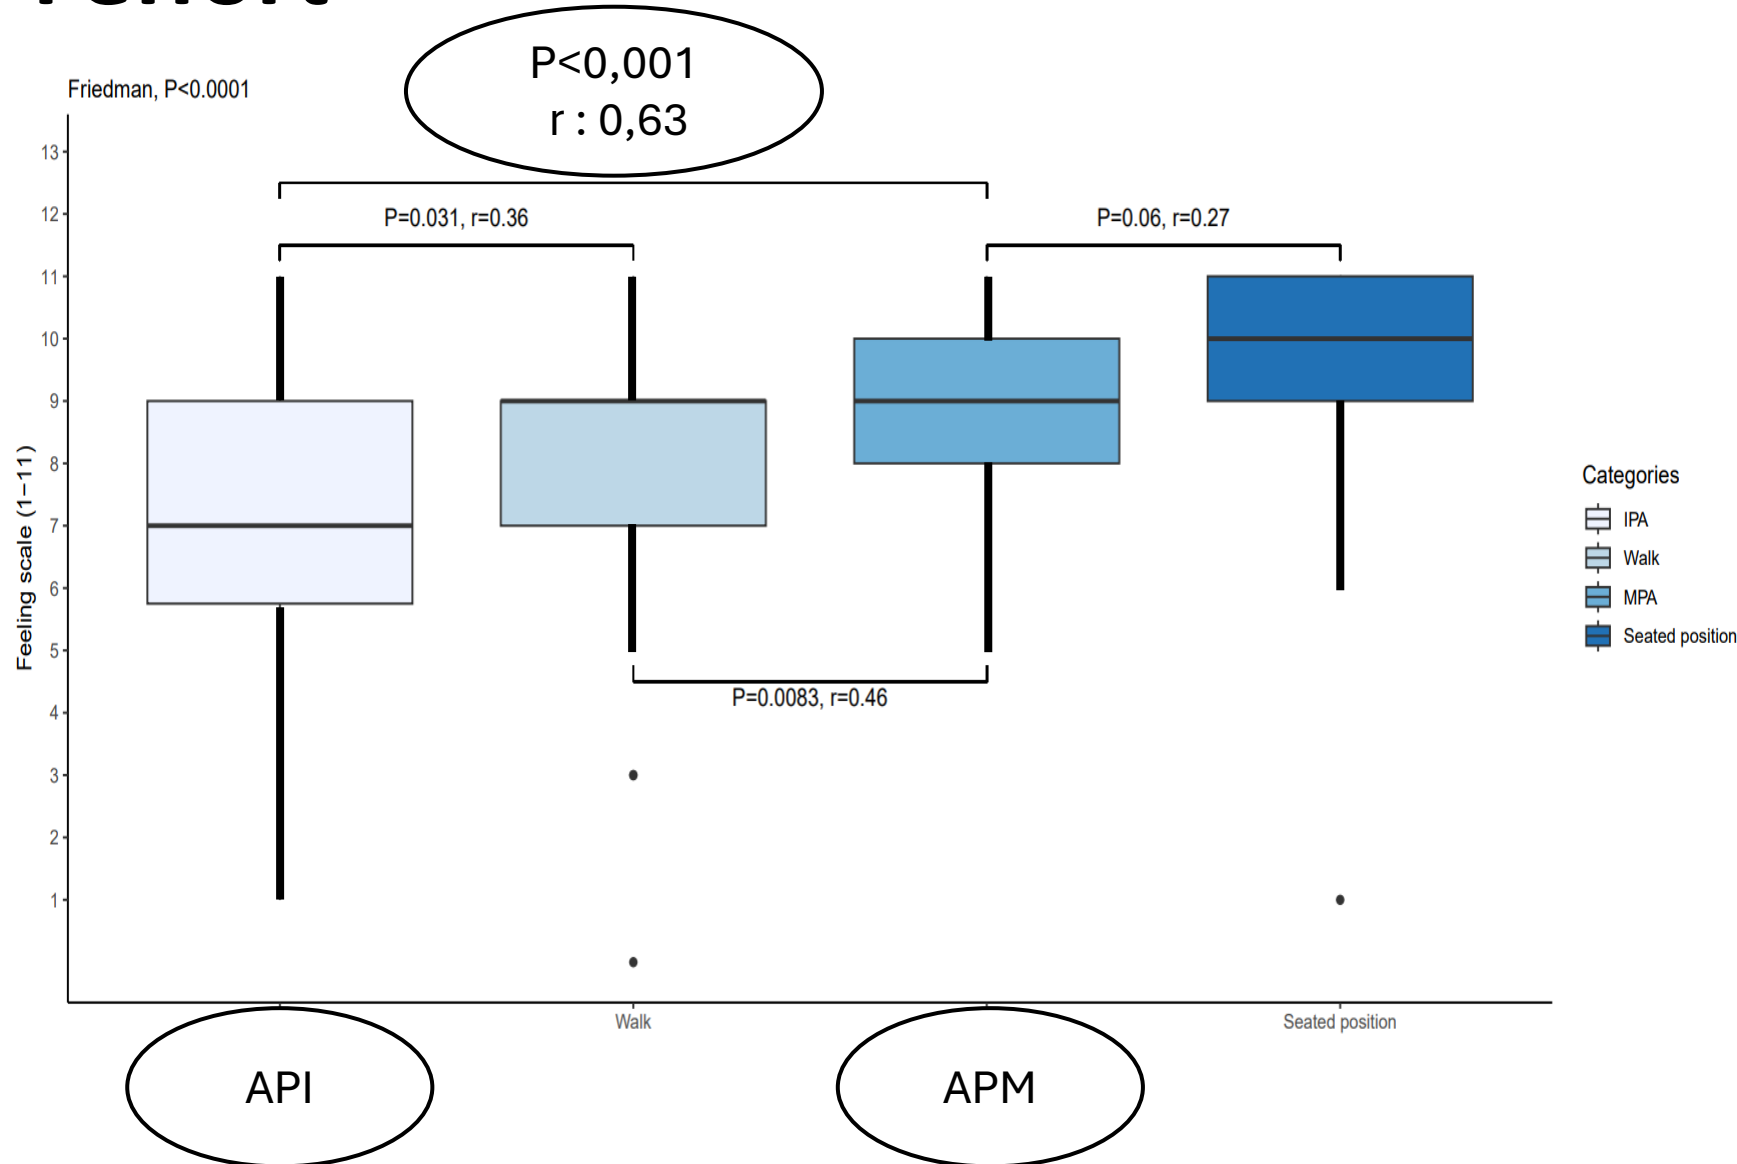 P<0,001
r : 0,63
Friedman, P<0.0001
13
12
11
10
9
8
7
6
5
4
3
2
1
Feeling scale (1−11)
P=0.031, r=0.36
P=0.06, r=0.27
P=0.0083, r=0.46
Walk
Seated position
API
APM
Categories
IPA
Walk
MPA
Seated position